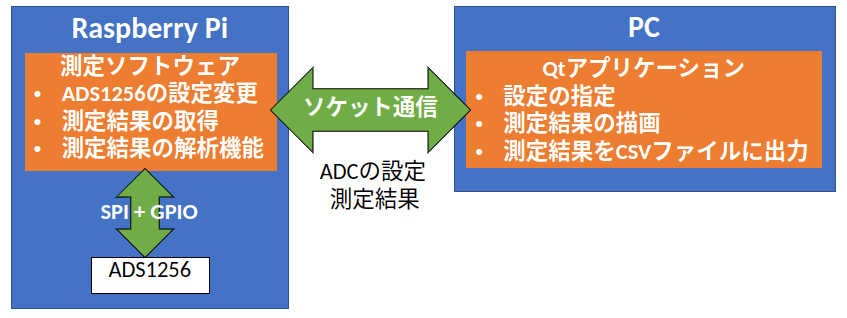 Raspberry Pi
測定ソフトウェア
• ADS1256の設定変更
• 測定結果の取得
• 測定結果の解析機能
SPI + GPIO
ADS1256
ソケット通信
ADCの設定
測定結果
PC
Qtアプリケーション
• 設定の指定
• 測定結果の描画
• 測定結果をCSVファイルに出力